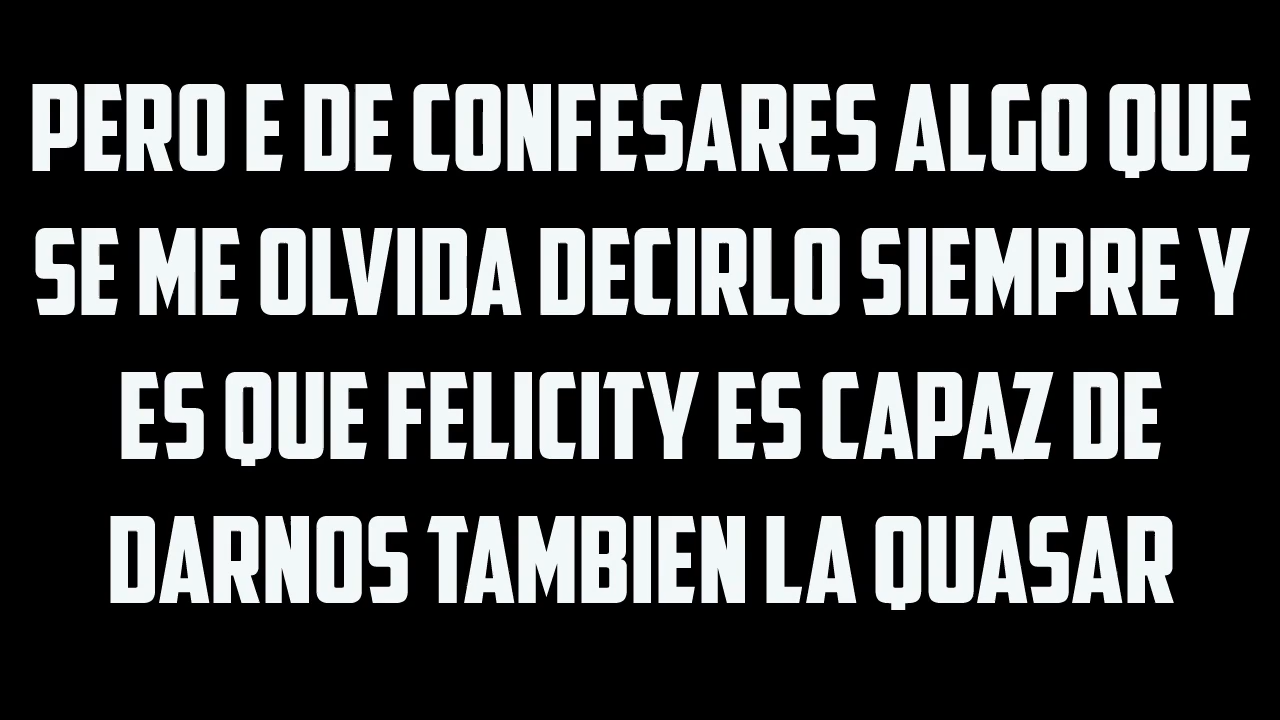 PERO E DE CONFESARES ALGO QUE
SE ME OLVIDA DECIRLO SIEMPRE Y
ES QUE FELICITY ES CAPAZ DE
DARNOS TAMBIEN LA QUASAR